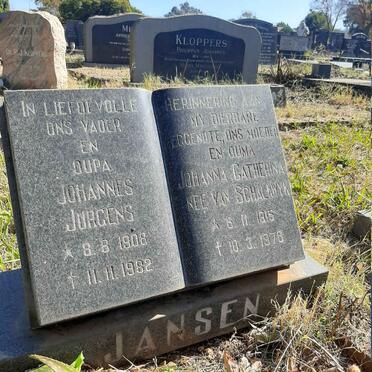 IN LIEFDEVOLLE
ONS VADER
EN
OUPA
JOHANNES
JURGENS
* 8.8.1908
† 11.11.1982
HERINNERING AAN
MY DIERBARE
EGGENOTE, ONS MOEDER
EN OUMA
JOHANNA CATHERINA
NEE VAN SCHALKWYK
* 6.11.1915
† 10.3.1978
JANSEN
KLOPPERS